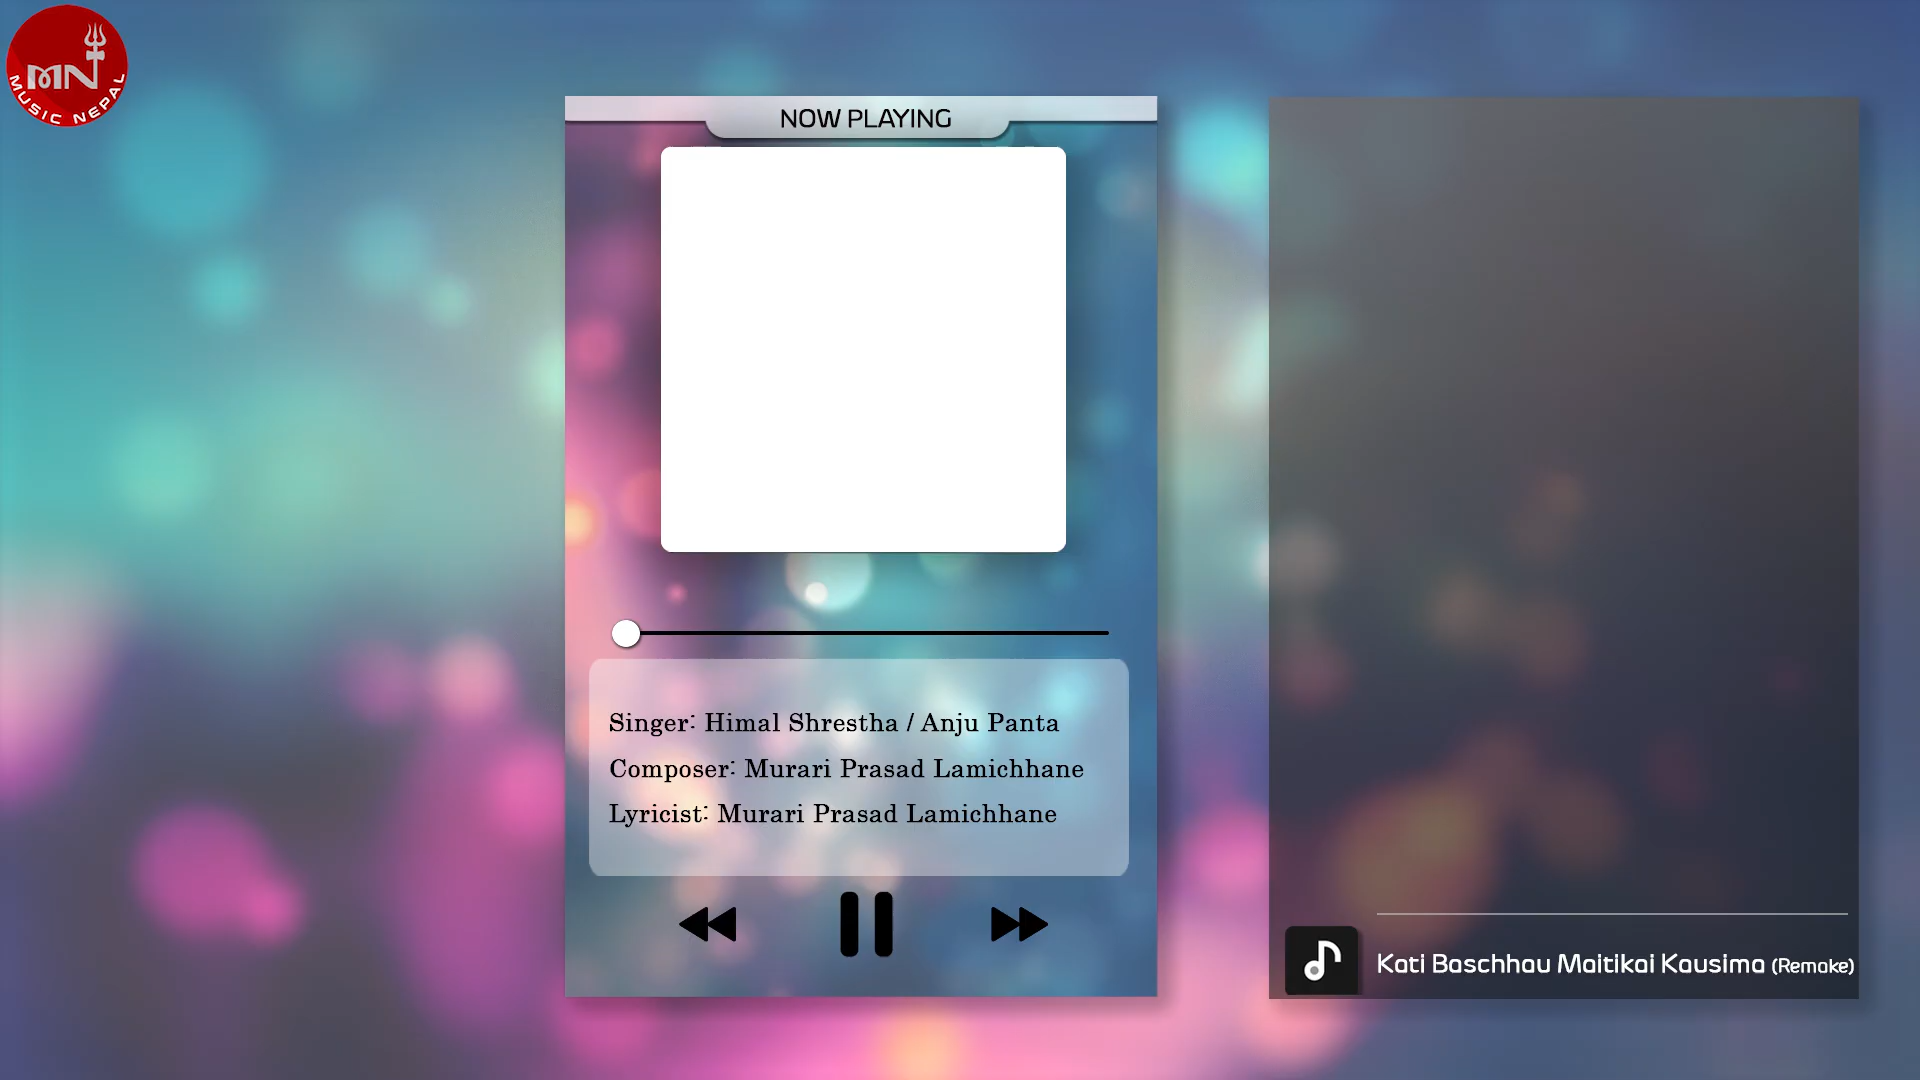 MN
MUSIC NEPAL
NOW PLAYING
Singer: Himal Shrestha / Anju Panta
Composer: Murari Prasad Lamichhane
Lyricist: Murari Prasad Lamichhane
Kati Baschhau Maitikai Kausima (Remake)